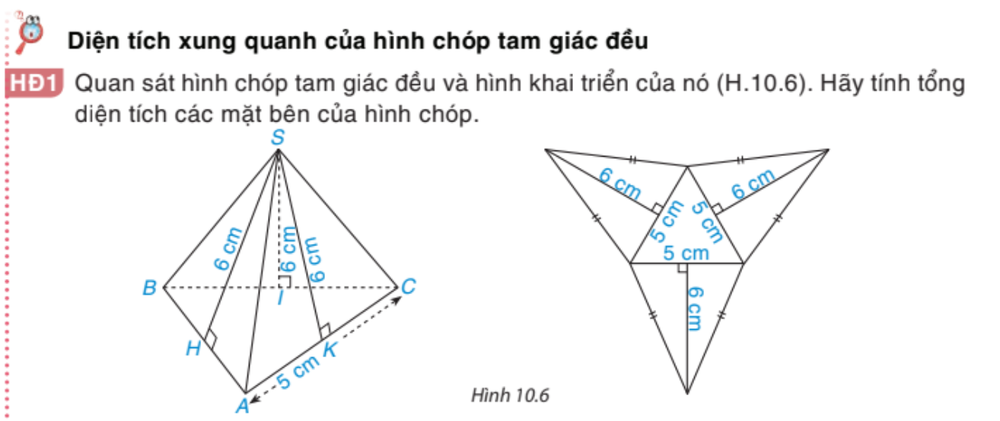 Diện tích xung quanh của hình chóp tam giác đều
HĐ1 Quan sát hình chóp tam giác đều và hình khai triển của nó (H.10.6). Hãy tính tổng
diện tích các mặt bên của hình chóp.
S
6 cm
6 cm
6 cm
B
I
C
H
K
5 cm
A
6 cm
6 cm
5 cm
5 cm
5 cm
6 cm
Hình 10.6